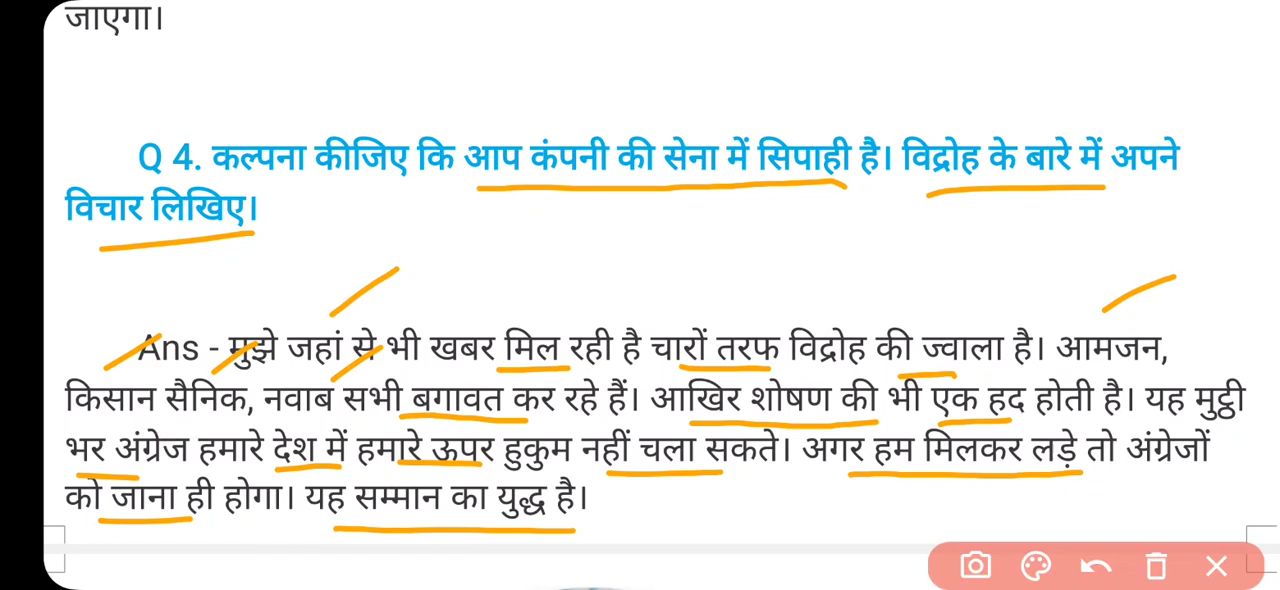 जाएगा।
Q 4. कल्पना कीजिए कि आप कंपनी की सेना में सिपाही है। विद्रोह के बारे में अपने
विचार लिखिए।
Ans - मुझे जहां से भी खबर मिल रही है चारों तरफ विद्रोह की ज्वाला है। आमजन,
किसान सैनिक, नवाब सभी बगावत कर रहे हैं। आखिर शोषण की भी एक हद होती है। यह मुट्ठी
भर अंग्रेज हमारे देश में हमारे ऊपर हुकुम नहीं चला सकते। अगर हम मिलकर लड़े तो अंग्रेजों
को जाना ही होगा। यह सम्मान का युद्ध है।